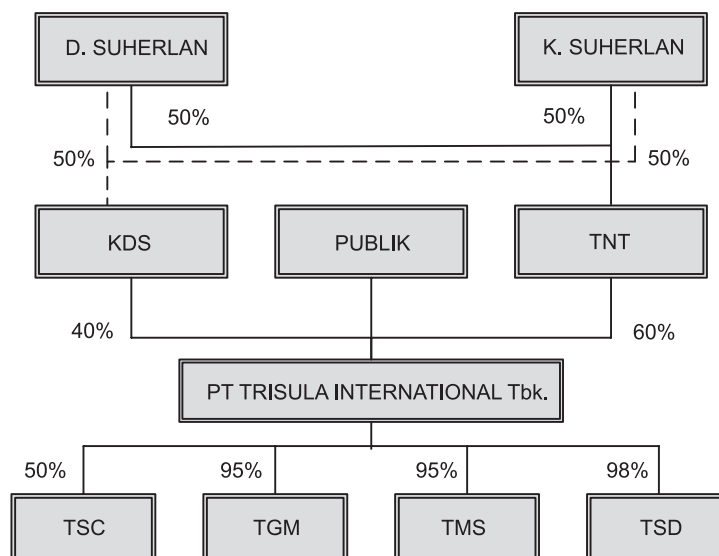 D. SUHERLAN
K. SUHERLAN
50%
50%
50%
50%
KDS
PUBLIK
TNT
40%
60%
PT TRISULA INTERNATIONAL Tbk.
50%
95%
95%
98%
TSC
TGM
TMS
TSD